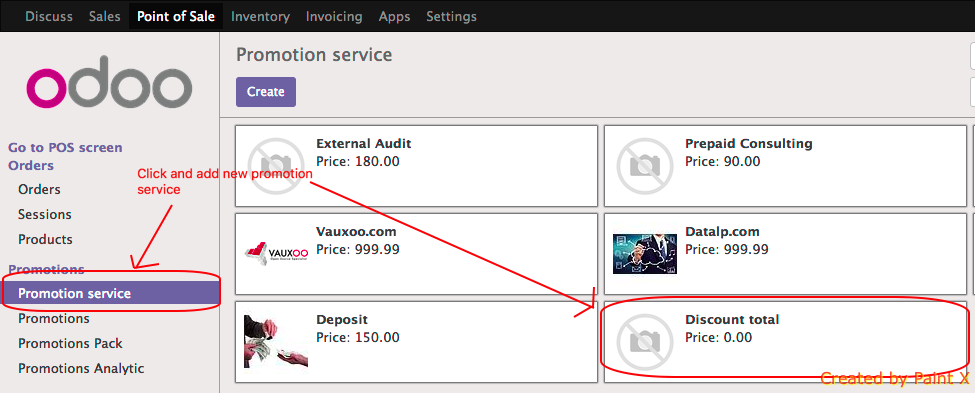 Discuss Sales Point of Sale Inventory Invoicing Apps Settings
odoo
Promotion service
Create
Go to POS screen
Orders
Orders
Sessions
Products
Promotions
Promotion service
Promotions
Promotions Pack
Promotions Analytic
Click and add new promotion
service
External Audit
Price: 180.00
Prepaid Consulting
Price: 90.00
Vauxoo.com
Price: 999.99
VAUXOO
Datalp.com
Price: 999.99
Deposit
Price: 150.00
Discount total
Price: 0.00
Created by Paint X